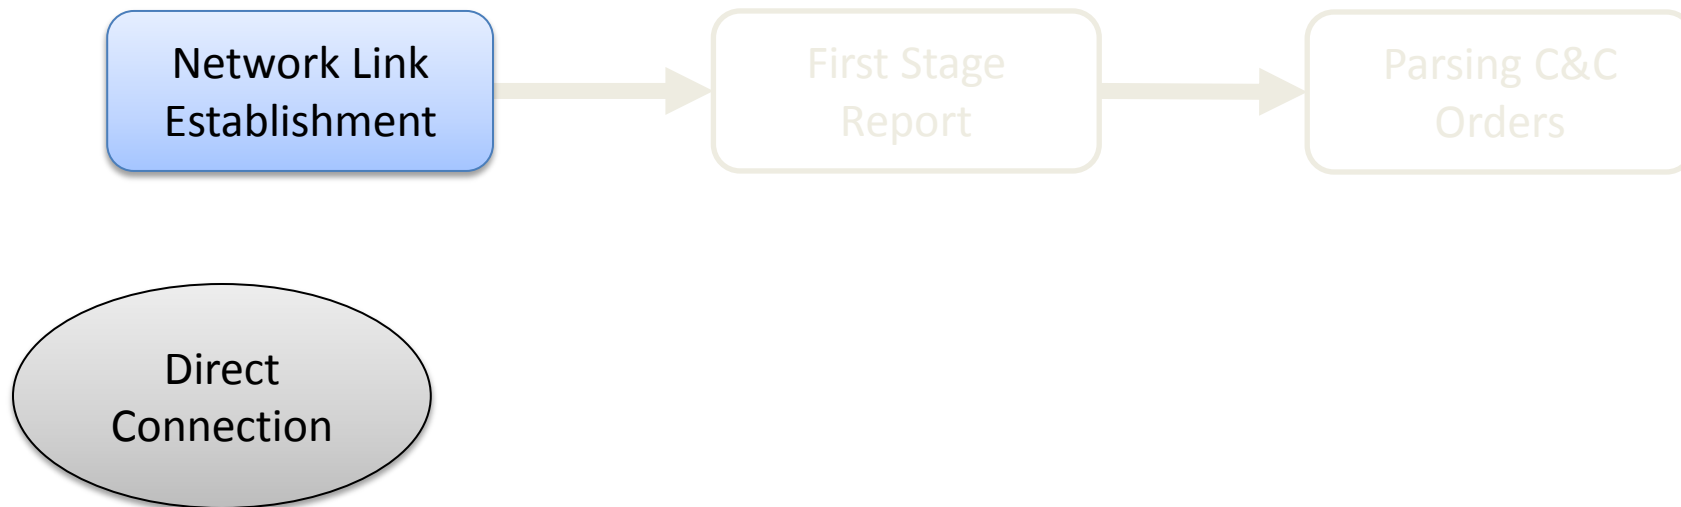 Network Link
Establishment
First Stage
Report
Parsing C&C
Orders
Direct
Connection